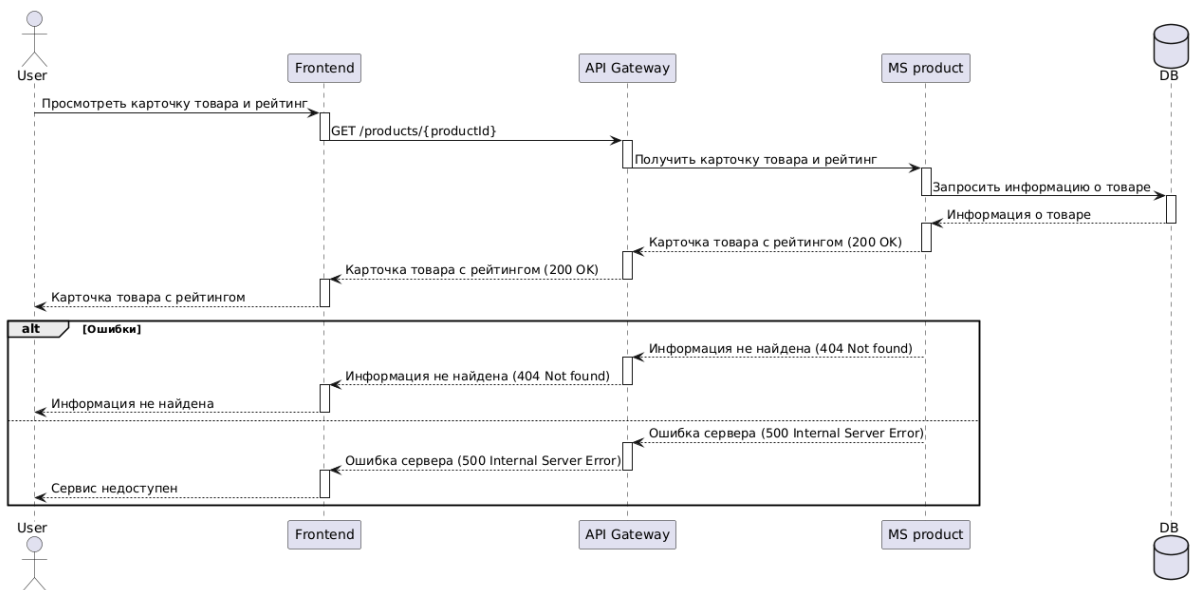 User
Frontend
API Gateway
MS product
DB
Просмотреть карточку товара и рейтинг
GET /products/{productId}
Получить карточку товара и рейтинг
Запросить информацию о товаре
Информация о товаре
Карточка товара с рейтингом (200 OK)
Карточка товара с рейтингом (200 OK)
Карточка товара с рейтингом
alt [Ошибки]
Информация не найдена (404 Not found)
Информация не найдена (404 Not found)
Информация не найдена
Ошибка сервера (500 Internal Server Error)
Ошибка сервера (500 Internal Server Error)
Сервис недоступен
User
Frontend
API Gateway
MS product
DB